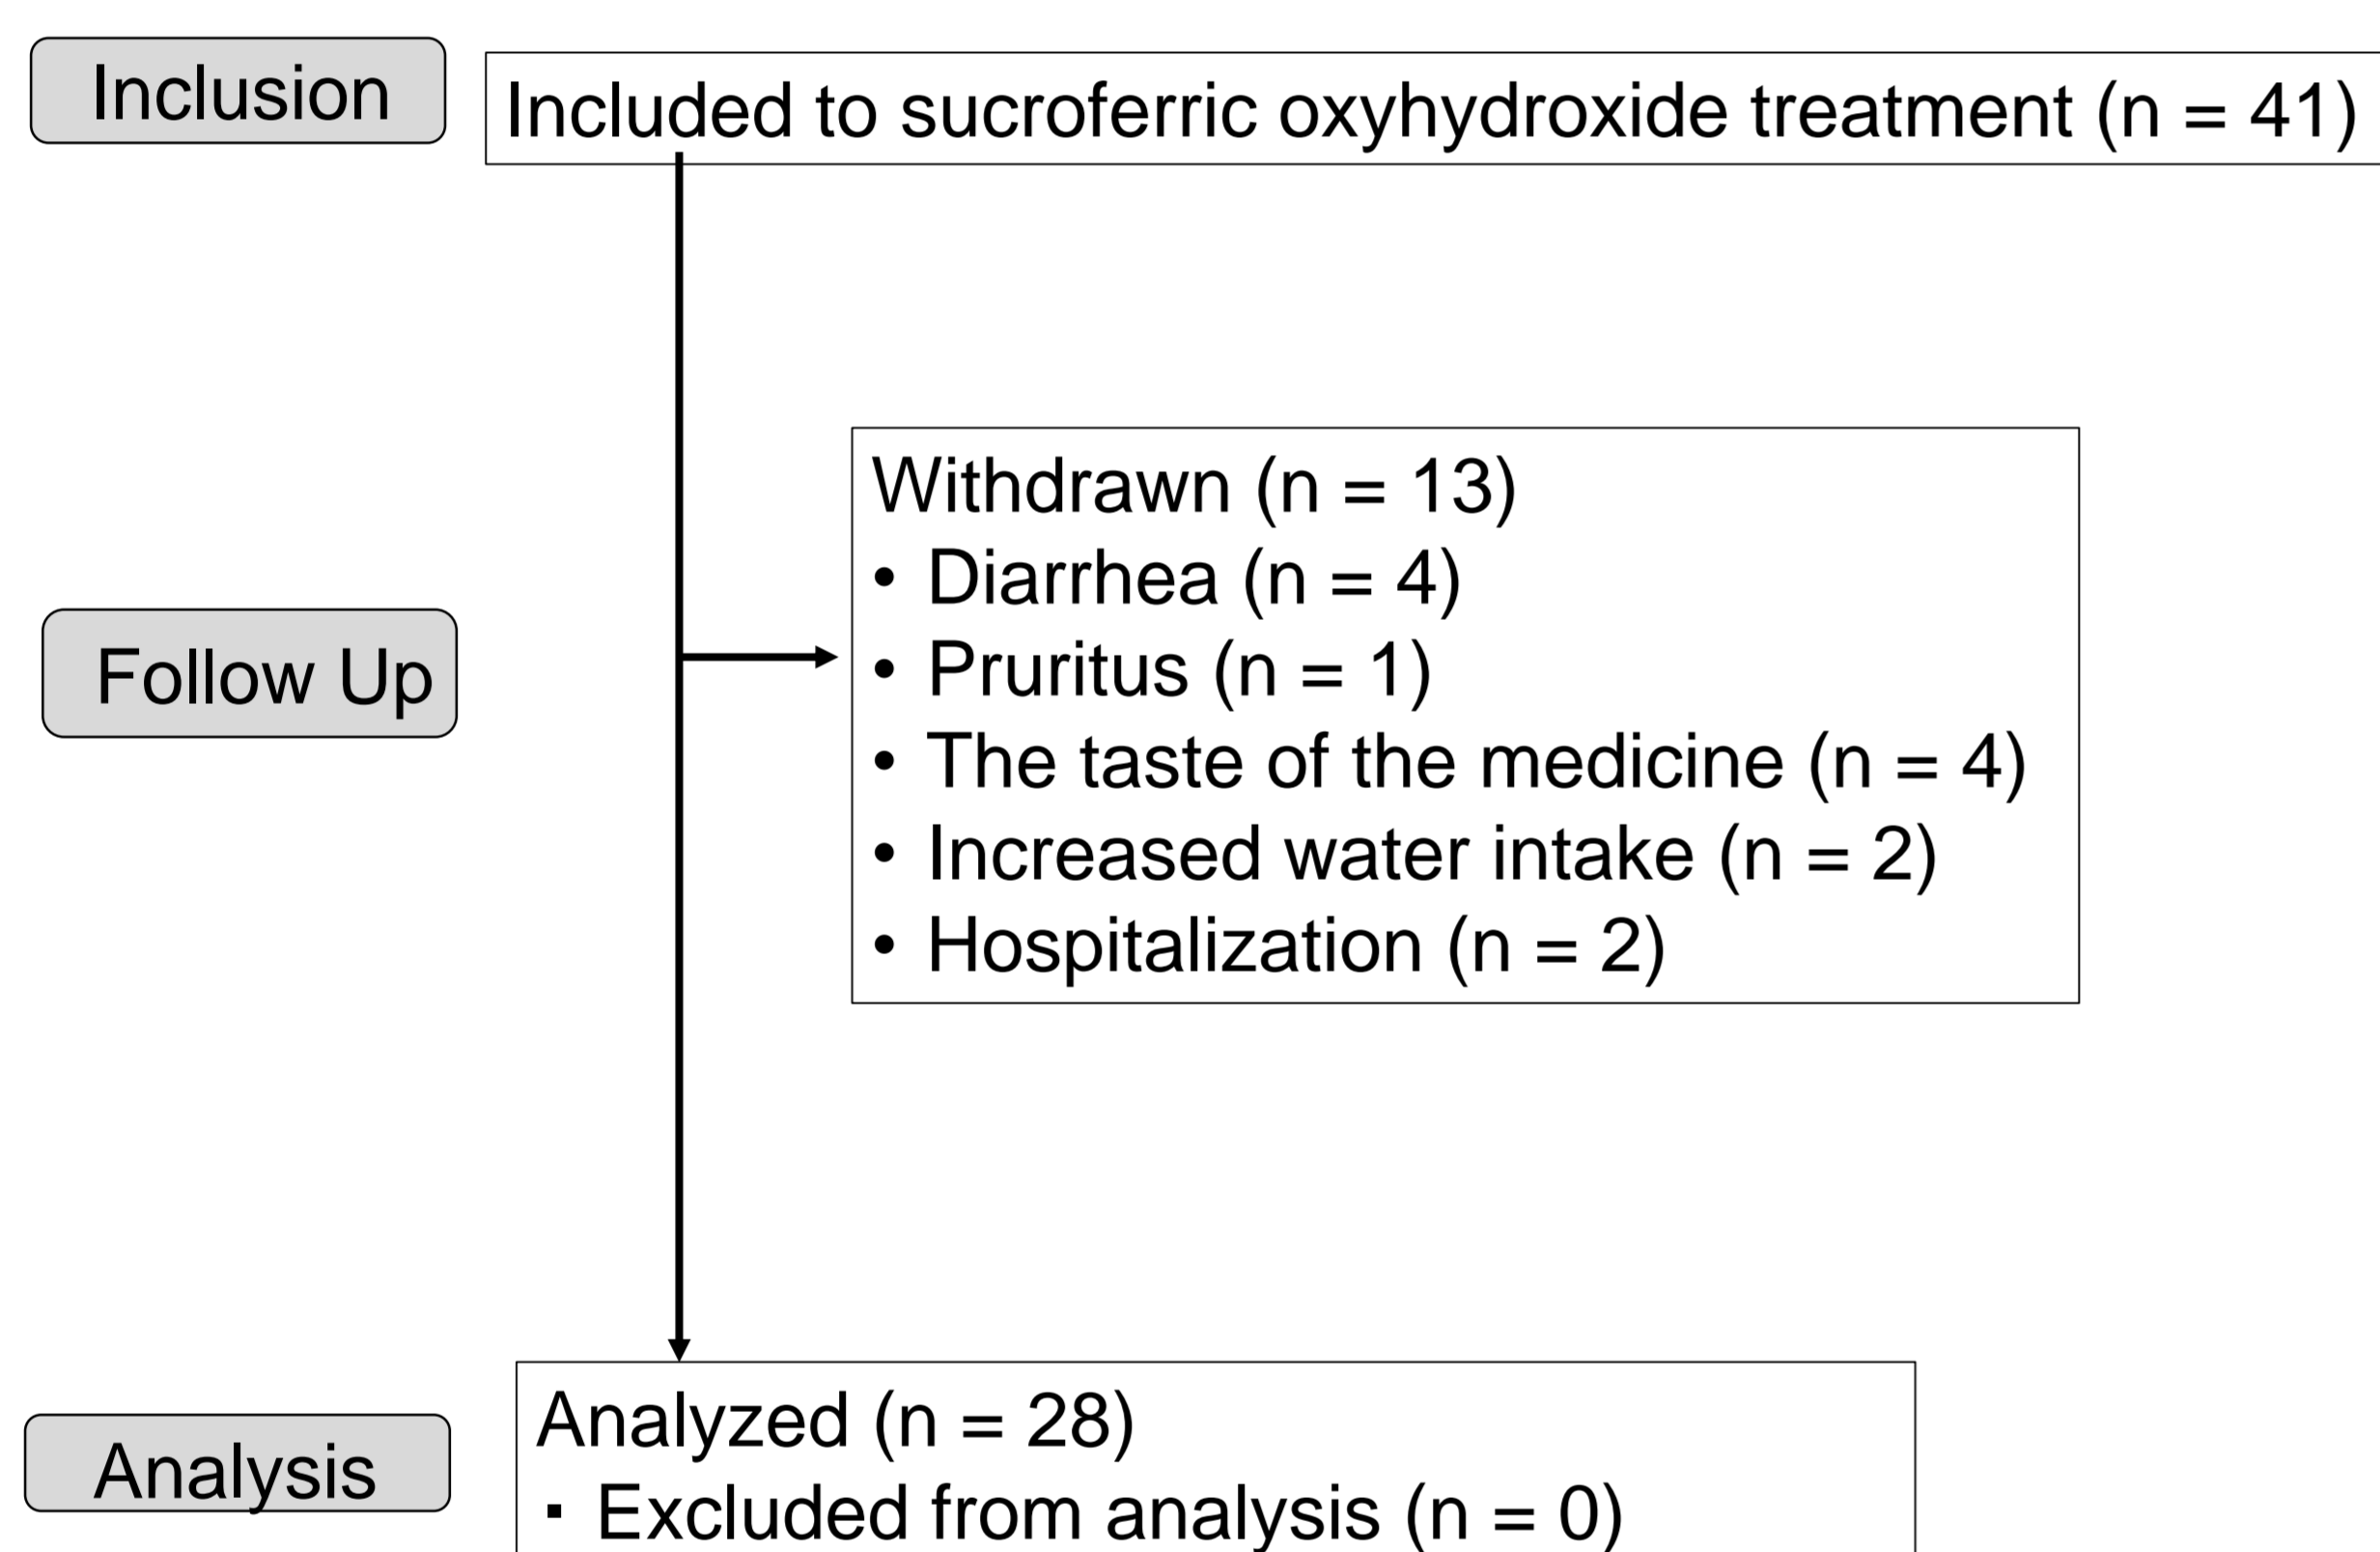 Inclusion
Included to sucroferric oxyhydroxide treatment (n = 41)
Withdrawn (n = 13)
• Diarrhea (n = 4)
• Pruritus (n = 1)
• The taste of the medicine (n = 4)
• Increased water intake (n = 2)
• Hospitalization (n = 2)
Follow Up
Analyzed (n = 28)
▪ Excluded from analysis (n = 0)
Analysis